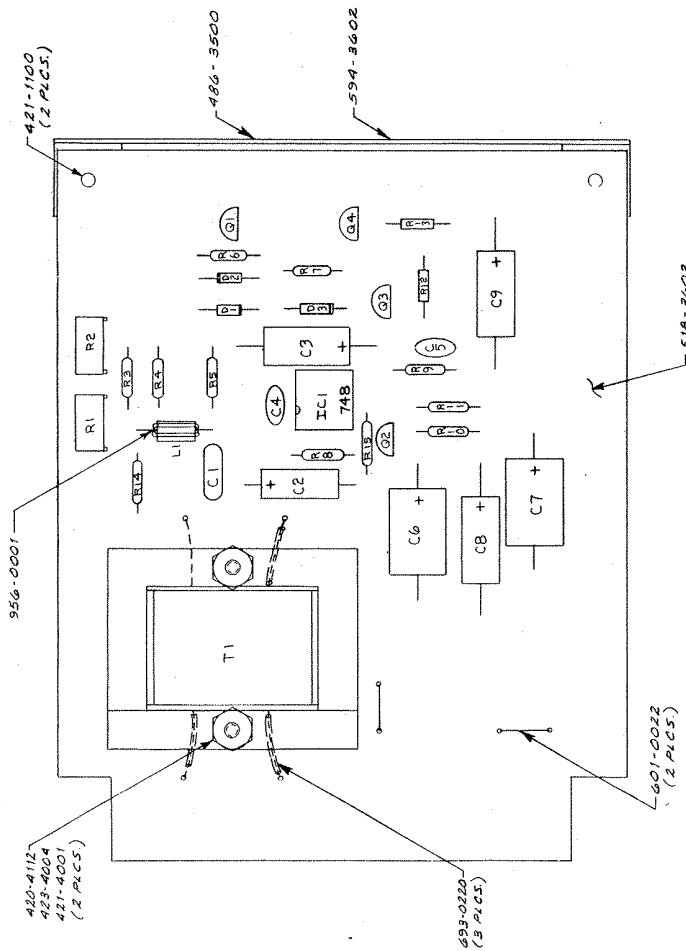 421-1100
(2 PLCS.)
486-3500
594-3602
956-0001
420-4112
423-4004
421-4001
(2 PLCS.)
693-0220
(3 PLCS.)
601-0022
(2 PLCS.)
R1
R2
R3
R4
R5
R14
L1
C1
C4
C3
+
IC1
748
C2
+
R8
R15
Q2
D1
D2
R6
Q1
D3
R7
Q4
Q3
R12
R13
C5
R9
R11
R10
C9
+
C6
+
C8
+
C7
+
T1